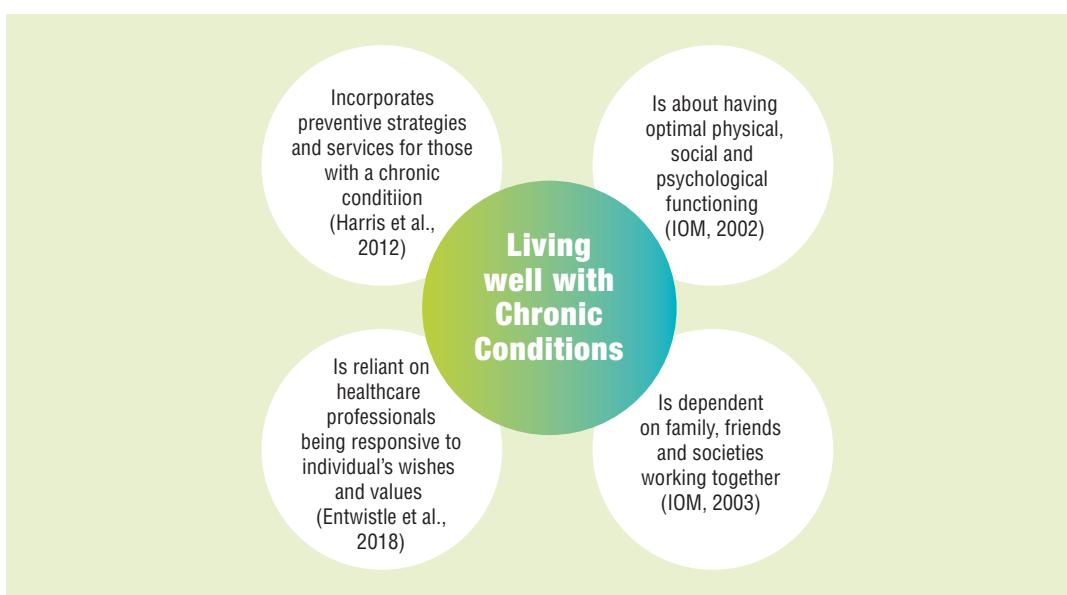 Incorporates
preventive strategies
and services for those
with a chronic
conditiion
(Harris et al.,
2012)
Is about having
optimal physical,
social and
psychological
functioning
(IOM, 2002)
Living
well with
Chronic
Conditions
Is reliant on
healthcare
professionals
being responsive to
individual’s wishes
and values
(Entwistle et al.,
2018)
Is dependent
on family, friends
and societies
working together
(IOM, 2003)